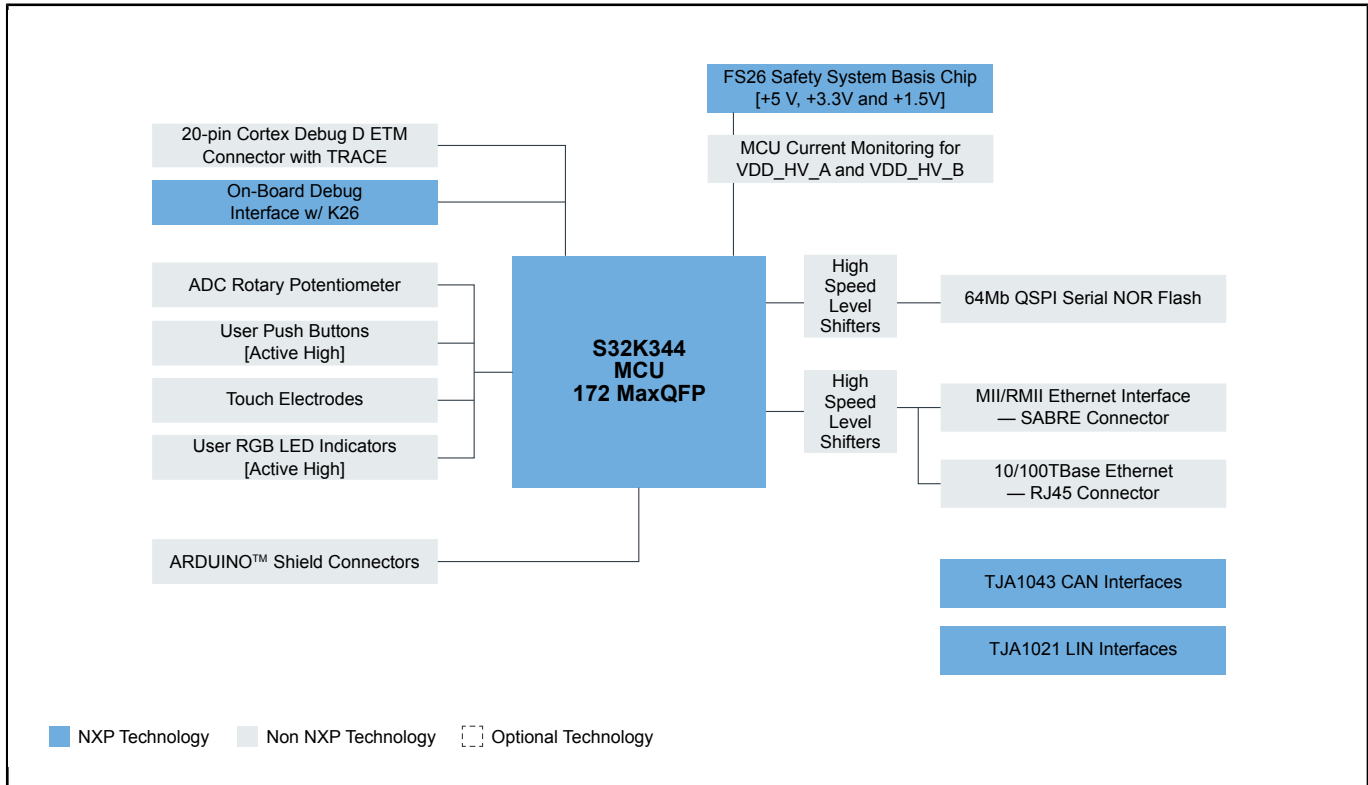 FS26 Safety System Basis Chip
[+5 V, +3.3V and +1.5V]
20-pin Cortex Debug D ETM
Connector with TRACE
MCU Current Monitoring for
VDD_HV_A and VDD_HV_B
On-Board Debug
Interface w/ K26
ADC Rotary Potentiometer
User Push Buttons
[Active High]
Touch Electrodes
User RGB LED Indicators
[Active High]
ARDUINO™ Shield Connectors
S32K344
MCU
172 MaxQFP
High
Speed
Level
Shifters
64Mb QSPI Serial NOR Flash
High
Speed
Level
Shifters
MII/RMII Ethernet Interface
— SABRE Connector
10/100TBase Ethernet
— RJ45 Connector
TJA1043 CAN Interfaces
TJA1021 LIN Interfaces
NXP Technology
Non NXP Technology
Optional Technology